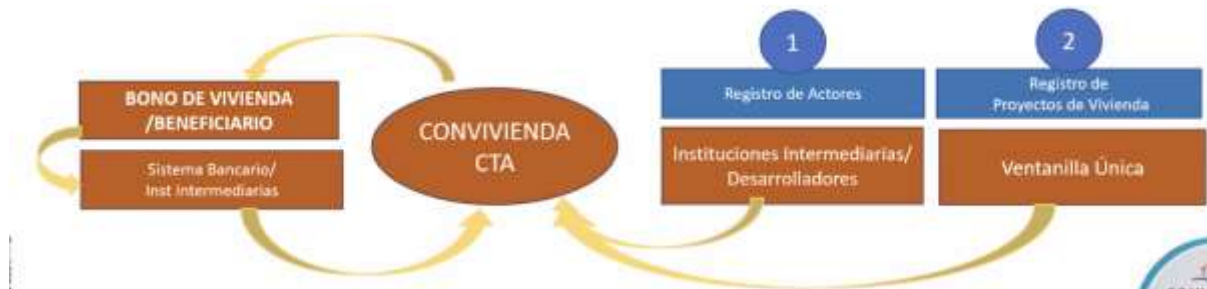 BONO DE VIVIENDA
/BENEFICIARIO
Sistema Bancario/
Inst intermediarias
CONVIVIENDA
CTA
1
Registro de Actores
Instituciones Intermediarias/
Desarrolladores
2
Registro de
Proyectos de Vivienda
Ventanilla Única